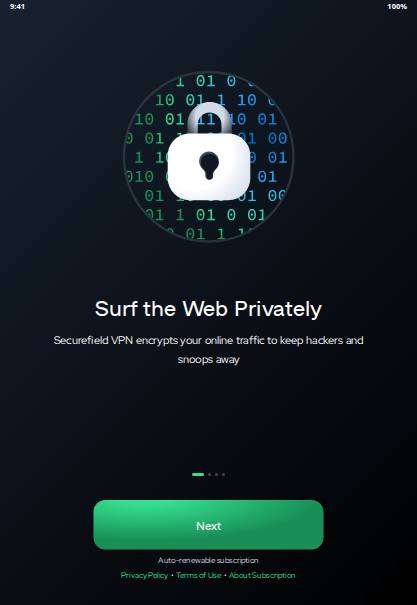 9:41
100%
Surf the Web Privately
Securefield VPN encrypts your online traffic to keep hackers and
snoops away
Next
Auto-renewable subscription
Privacy Policy • Terms of Use • About Subscription